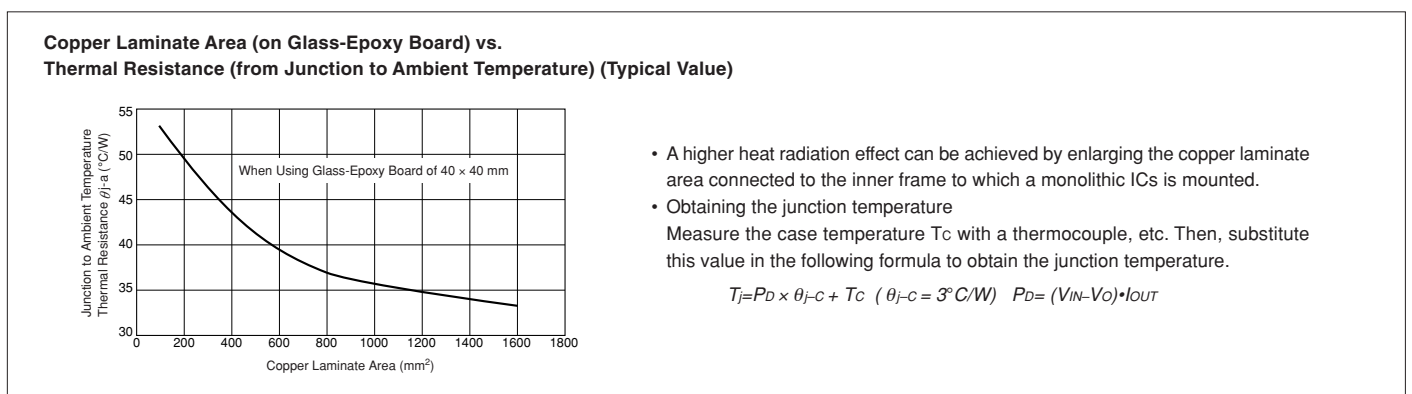 Copper Laminate Area (on Glass-Epoxy Board) vs.
Thermal Resistance (from Junction to Ambient Temperature) (Typical Value)
Junction to Ambient Temperature
Thermal Resistance θj-a (°C/W)
55
50
45
40
35
30
When Using Glass-Epoxy Board of 40 × 40 mm
0 200 400 600 800 1000 1200 1400 1600 1800
Copper Laminate Area (mm²)
• A higher heat radiation effect can be achieved by enlarging the copper laminate
area connected to the inner frame to which a monolithic ICs is mounted.
• Obtaining the junction temperature
Measure the case temperature TC with a thermocouple, etc. Then, substitute
this value in the following formula to obtain the junction temperature.
Tj=PD × θj–C + TC ( θj–C = 3°C/W) PD= (VIN–VO)•IOUT